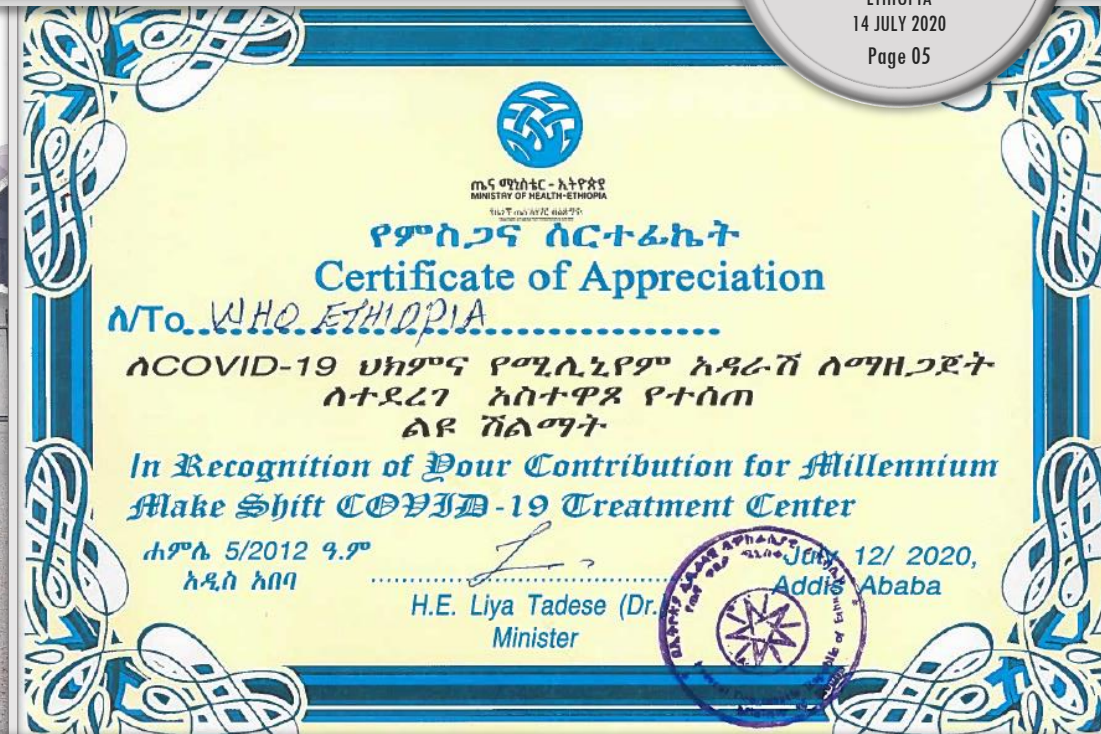 ETHIOPIA
14 JULY 2020
Page 05
ጤና ሚኒስቴር - ኢትዮጵያ
MINISTRY OF HEALTH-ETHIOPIA
የምስጋና ሰርተፊኬት
Certificate of Appreciation
ለ/To WHO ETHIOPIA
ለCOVID-19 ህክምና የሚሊኒየም አዳራሽ ለማዘጋጀት
ለተደረገ አስተዋጾ የተሰጠ
ልዩ ሽልማት
In Recognition of Your Contribution for Millennium
Make Shift COVID-19 Treatment Center
ሐምሌ 5/2012 ዓ.ም
አዲስ አበባ
H.E. Liya Tadese (Dr.
Minister
July 12/ 2020,
Addis Ababa